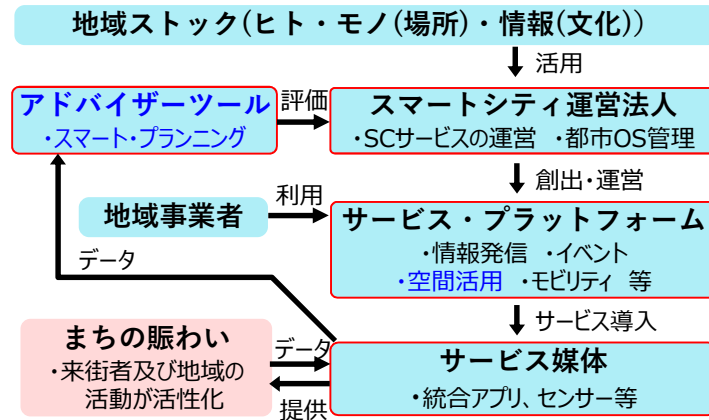 地域ストック(ヒト・モノ(場所)・情報(文化))
活用
アドバイザーツール
・スマート・プランニング
評価
スマートシティ運営法人
・SCサービスの運営 ・都市OS管理
創出・運営
地域事業者
利用
サービス・プラットフォーム
・情報発信 ・イベント
・空間活用 ・モビリティ 等
データ
サービス導入
まちの賑わい
・来街者及び地域の
活動が活性化
データ
提供
サービス媒体
・統合アプリ、センサー等